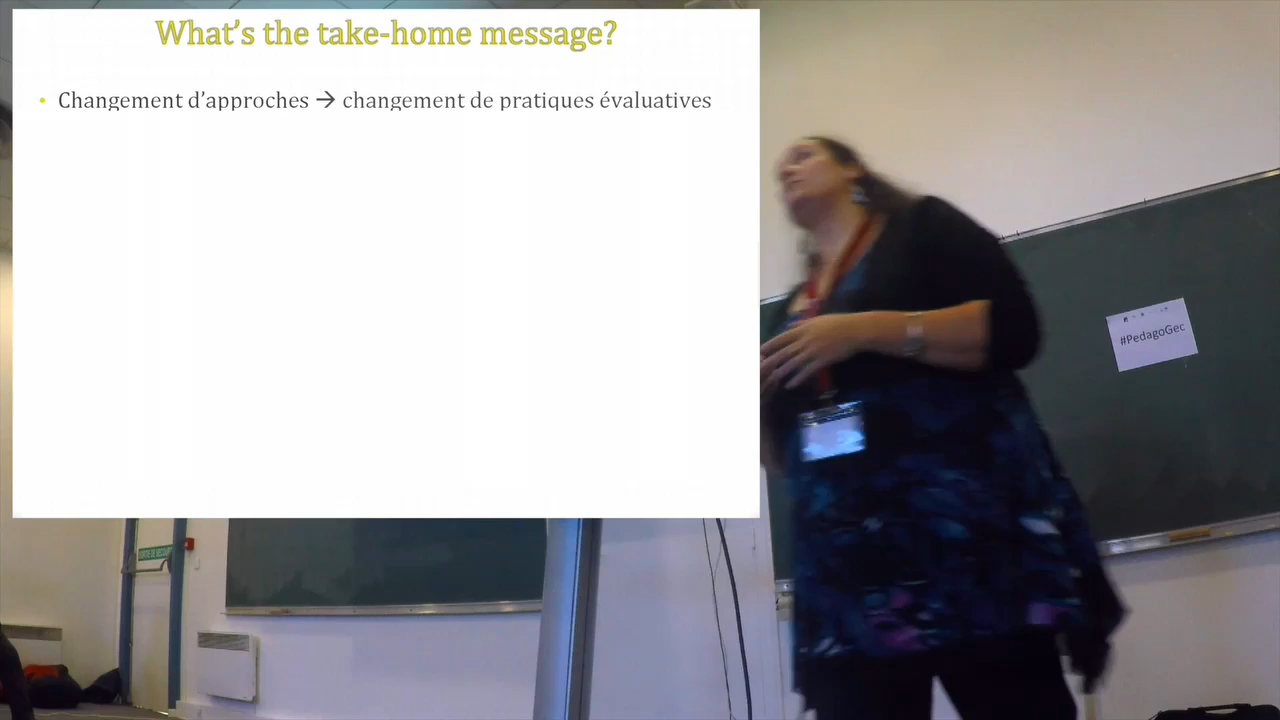 What's the take-home message?
• Changement d'approches → changement de pratiques évaluatives
#PedagoGec